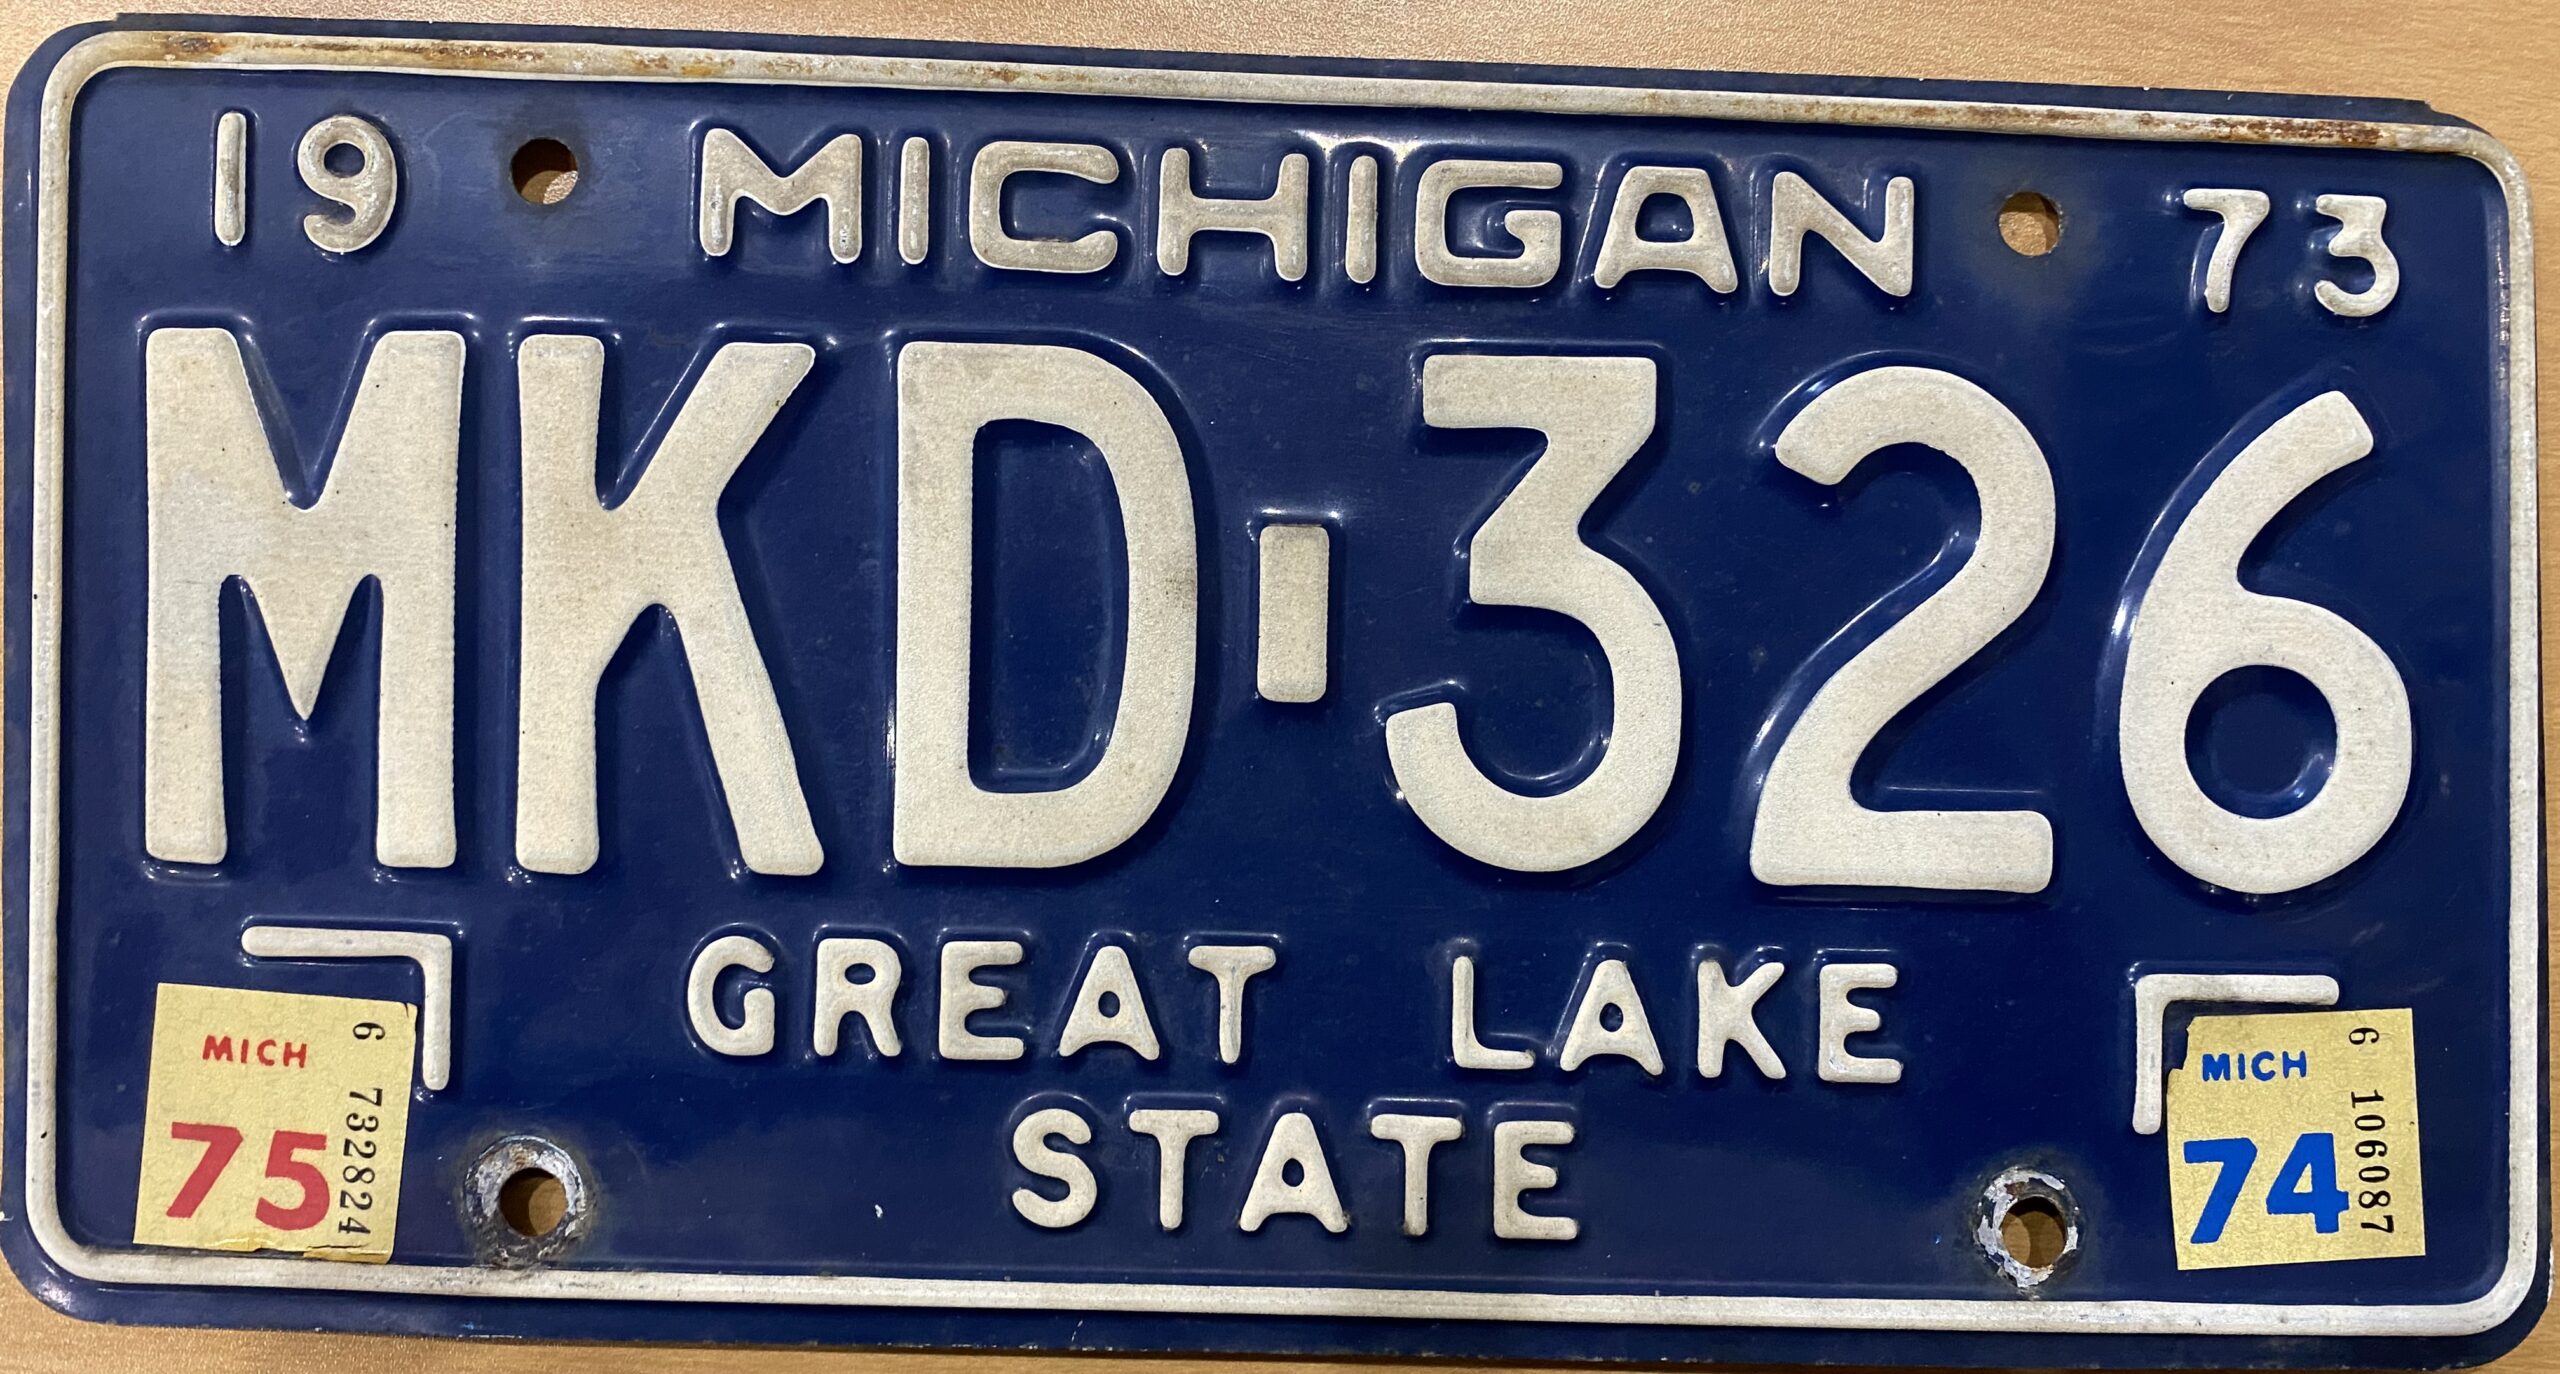 19 MICHIGAN 73
MKD-326
GREAT LAKE
STATE
MICH
75
6 732824
MICH
74
6 106087